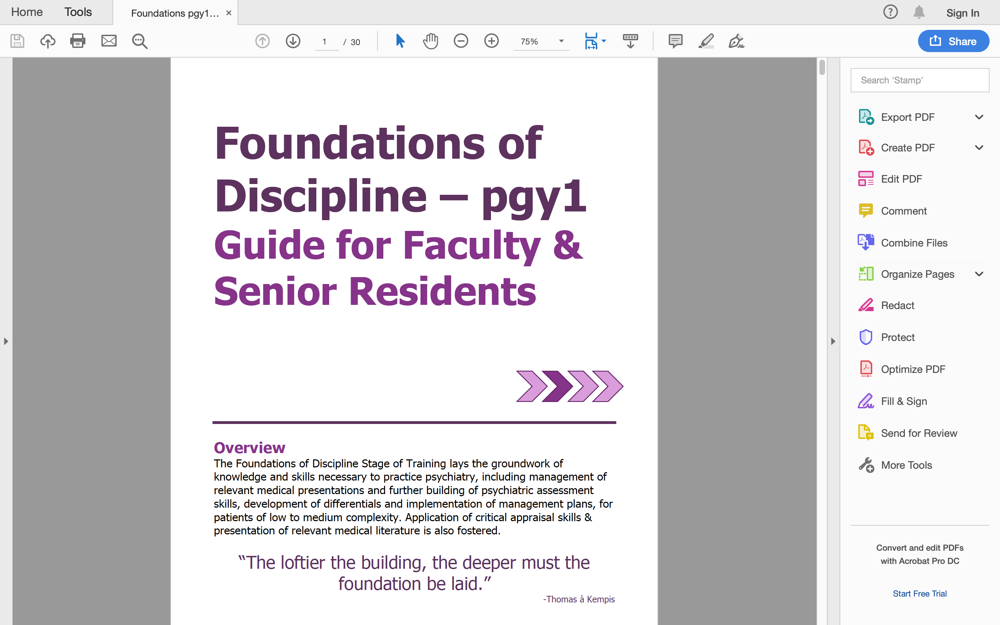 Home
Tools
Foundations pgy1... ×
Sign In
1 / 30
75%
Share
Foundations of
Discipline – pgy1
Guide for Faculty &
Senior Residents
Overview
The Foundations of Discipline Stage of Training lays the groundwork of
knowledge and skills necessary to practice psychiatry, including management of
relevant medical presentations and further building of psychiatric assessment
skills, development of differentials and implementation of management plans, for
patients of low to medium complexity. Application of critical appraisal skills &
presentation of relevant medical literature is also fostered.
“The loftier the building, the deeper must the
foundation be laid.”
-Thomas à Kempis
Search 'Stamp'
Export PDF
Create PDF
Edit PDF
Comment
Combine Files
Organize Pages
Redact
Protect
Optimize PDF
Fill & Sign
Send for Review
More Tools
Convert and edit PDFs
with Acrobat Pro DC
Start Free Trial